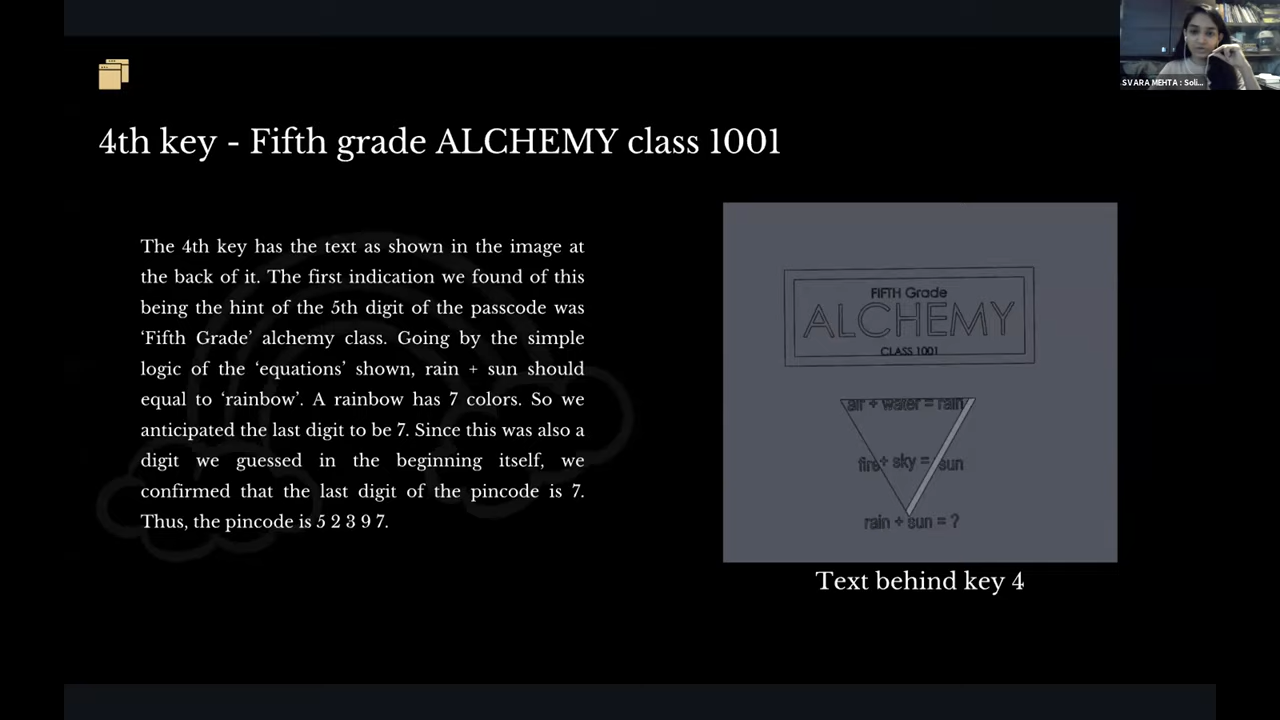 SVARA MEHTA : Soli...
4th key - Fifth grade ALCHEMY class 1001
The 4th key has the text as shown in the image at
the back of it. The first indication we found of this
being the hint of the 5th digit of the passcode was
‘Fifth Grade’ alchemy class. Going by the simple
logic of the ‘equations’ shown, rain + sun should
equal to ‘rainbow’. A rainbow has 7 colors. So we
anticipated the last digit to be 7. Since this was also a
digit we guessed in the beginning itself, we
confirmed that the last digit of the pincode is 7.
Thus, the pincode is 5 2 3 9 7.
FIFTH Grade
ALCHEMY
CLASS 1001
air + water = rain
fire + sky = sun
rain + sun = ?
Text behind key 4